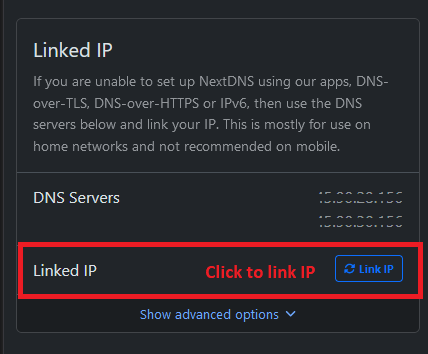 Linked IP
If you are unable to set up NextDNS using our apps, DNS-
over-TLS, DNS-over-HTTPS or IPv6, then use the DNS
servers below and link your IP. This is mostly for use on
home networks and not recommended on mobile.
DNS Servers
Linked IP Click to link IP Link IP
Show advanced options